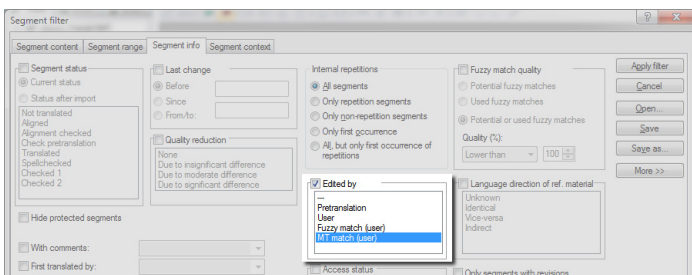 Segment filter
Segment content
Segment range
Segment info
Segment context
Segment status
Current status
Status after import
Not translated
Aligned
Alignment checked
Check pretranslation
Translated
Spellchecked
Checked 1
Checked 2
Hide protected segments
With comments:
First translated by:
Last change
Before
Since
From/to:
Quality reduction
None
Due to insignificant difference
Due to moderate difference
Due to significant difference
Internal repetitions
All segments
Only repetition segments
Only non-repetition segments
Only first occurrence
All, but only first occurrence of
repetitions
Edited by
---
Pretranslation
User
Fuzzy match (user)
MT match (user)
Access status
Fuzzy match quality
Potential fuzzy matches
Used fuzzy matches
Potential or used fuzzy matches
Quality (%):
Lower than
100
Language direction of ref. material
Unknown
Identical
Vice-versa
Indirect
Only segments with revisions
Apply filter
Cancel
Open...
Save
Save as...
More >>